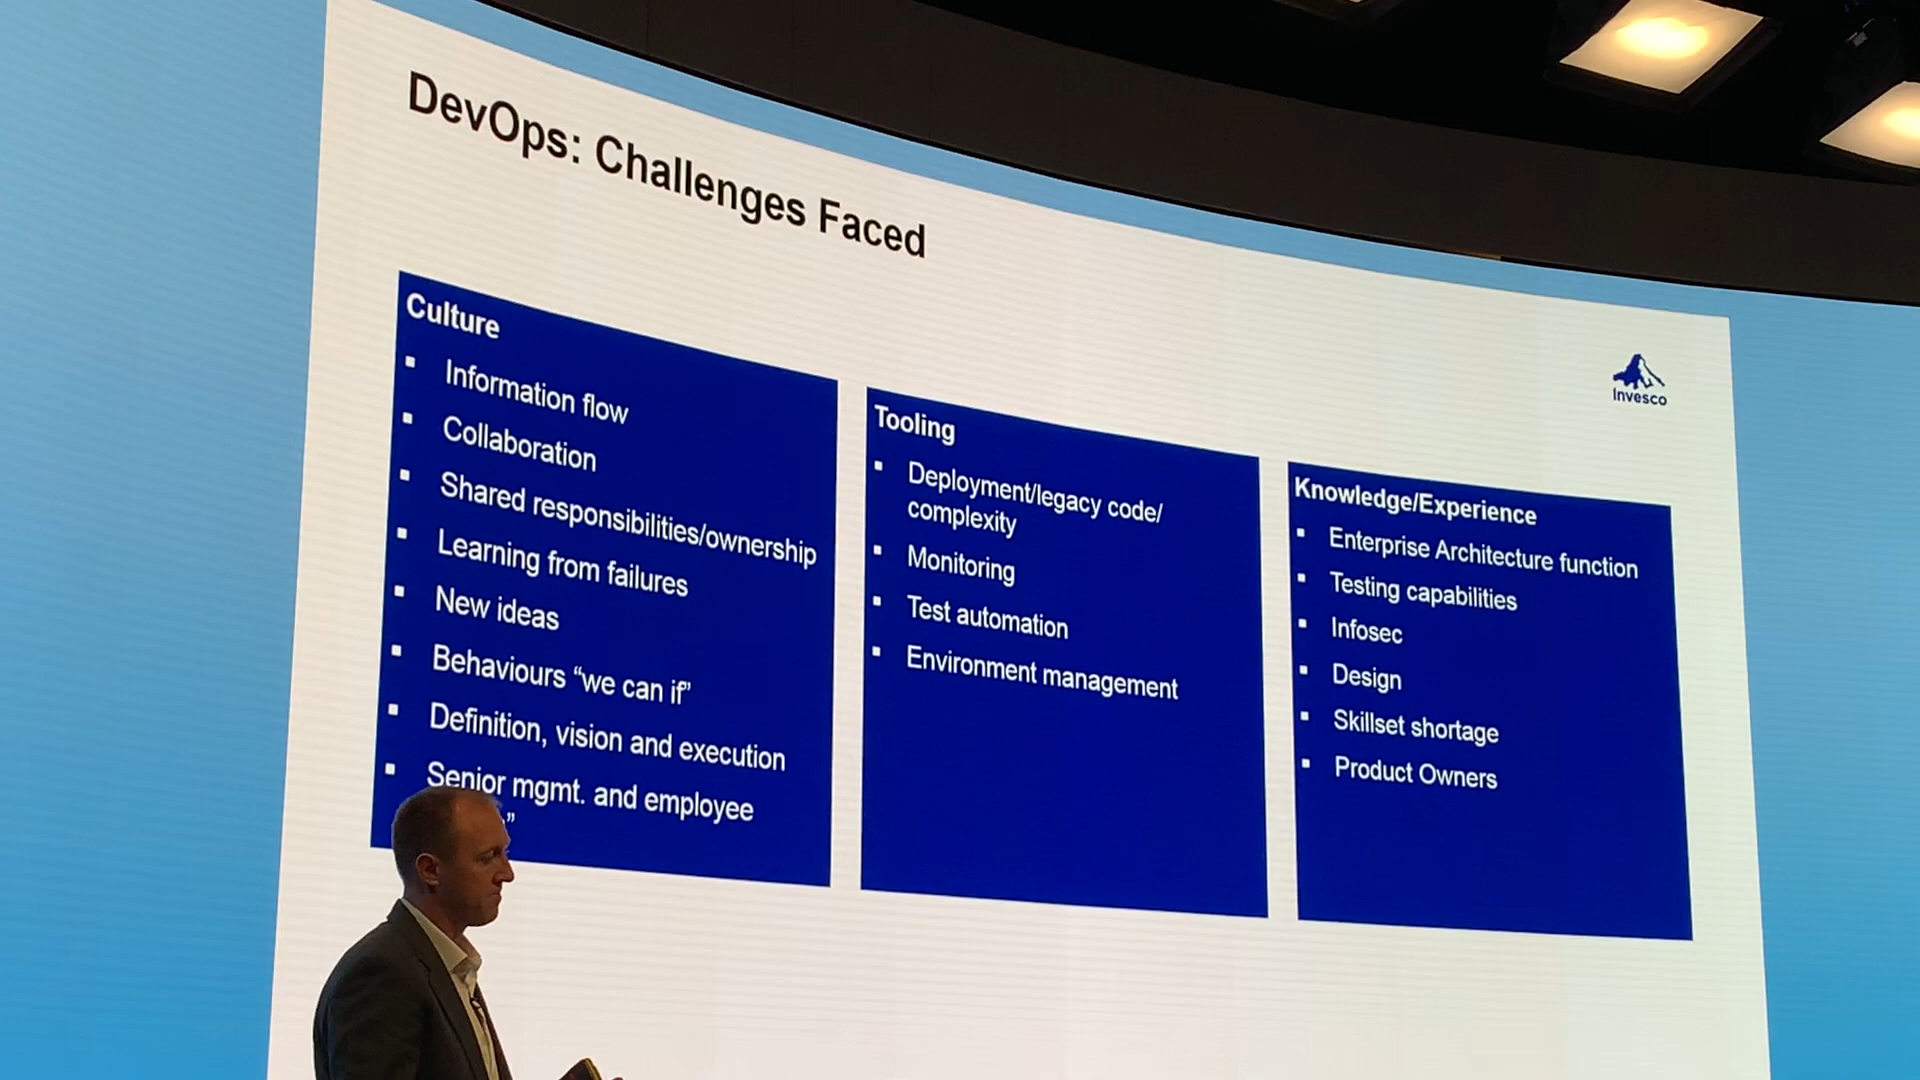 DevOps: Challenges Faced
Invesco
Culture
Information flow
Collaboration
Shared responsibilities/ownership
Learning from failures
New ideas
Behaviours “we can if”
Definition, vision and execution
Senior mgmt. and employee
”
Tooling
Deployment/legacy code/
complexity
Monitoring
Test automation
Environment management
Knowledge/Experience
Enterprise Architecture function
Testing capabilities
Infosec
Design
Skillset shortage
Product Owners